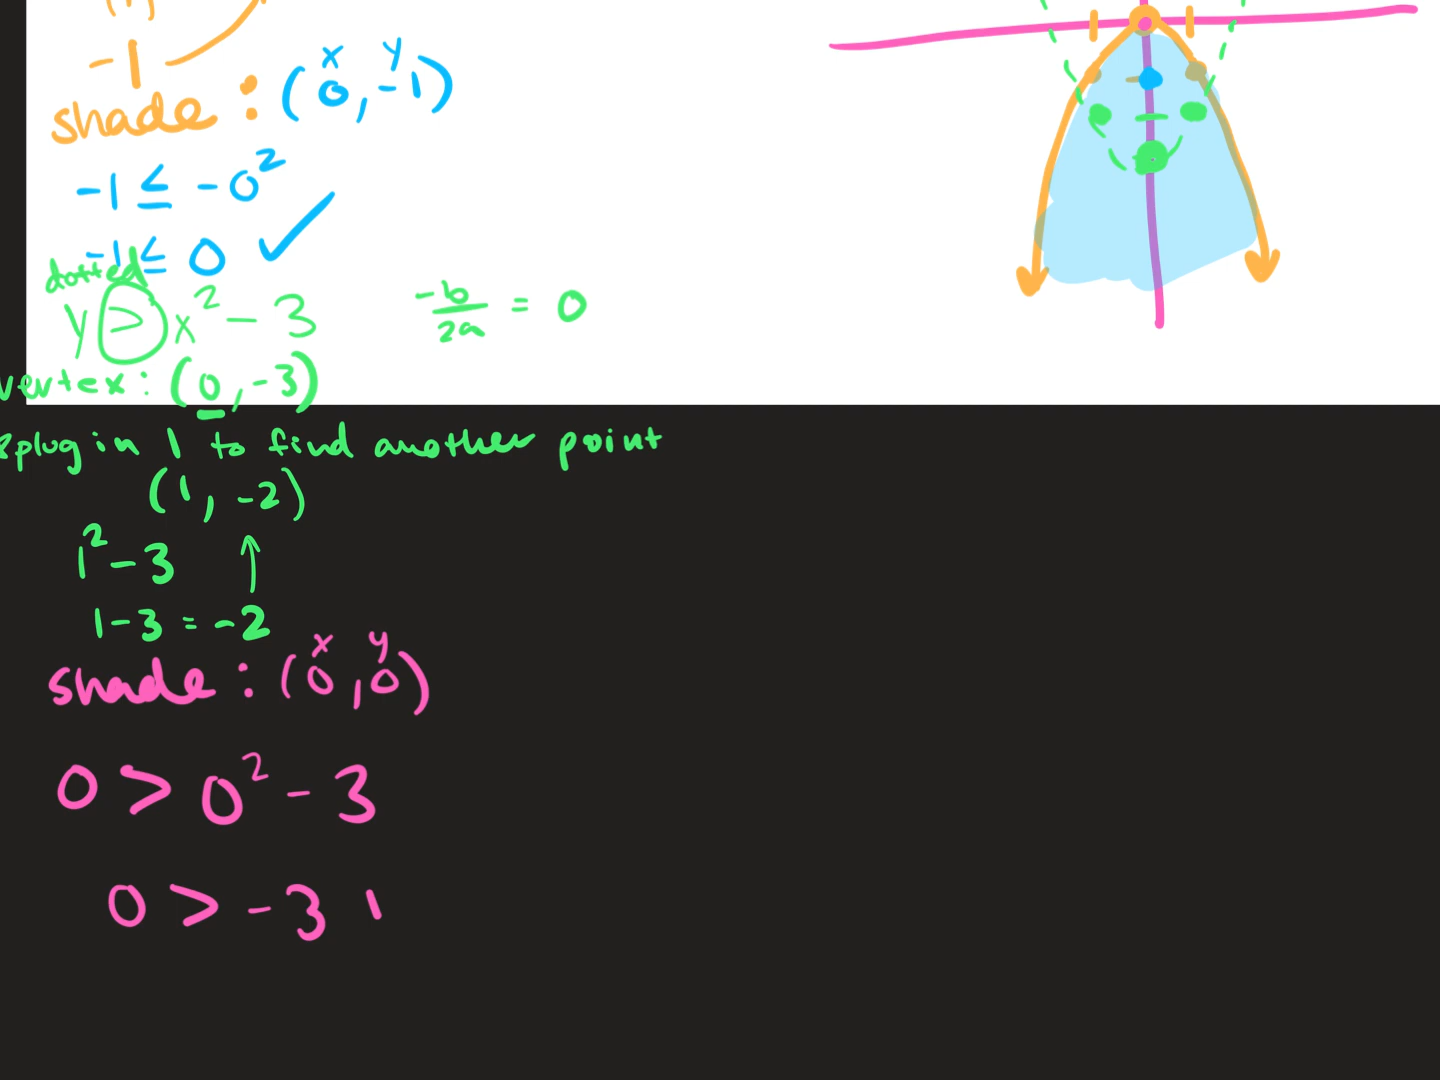 -1
shade : (0, -1)
x y
-1 ≤ -0²
-1 ≤ 0 ✓
dotted
y > x² - 3
-b/2a = 0
vertex: (0, -3)
plug in 1 to find another point
(1, -2)
1² - 3 ↑
1 - 3 = -2
x y
shade : (0, 0)
0 > 0² - 3
0 > -3